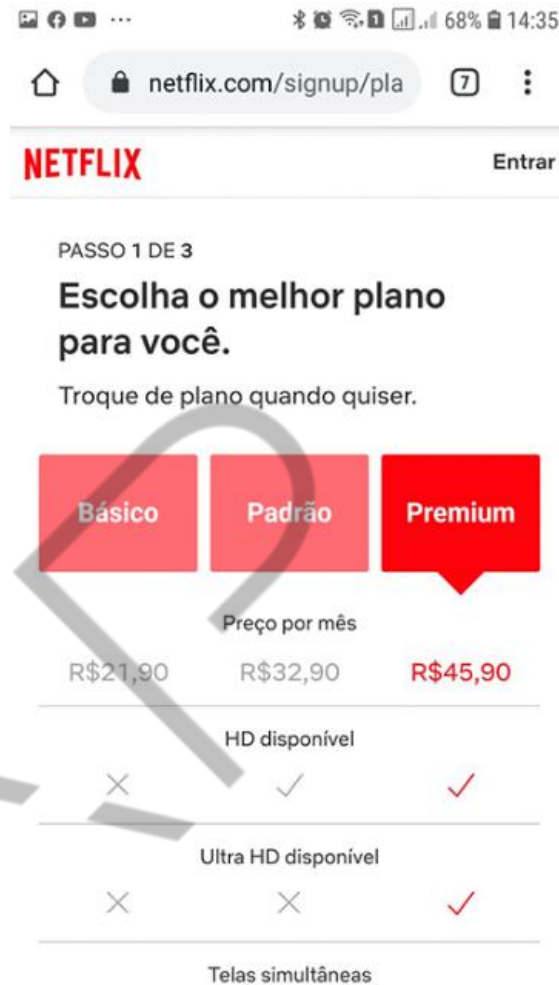 68% 14:35
netflix.com/signup/pla 7
NETFLIX Entrar
PASSO 1 DE 3
Escolha o melhor plano
para você.
Troque de plano quando quiser.
Básico Padrão Premium
Preço por mês
R$21,90 R$32,90 R$45,90
HD disponível
Ultra HD disponível
Telas simultâneas